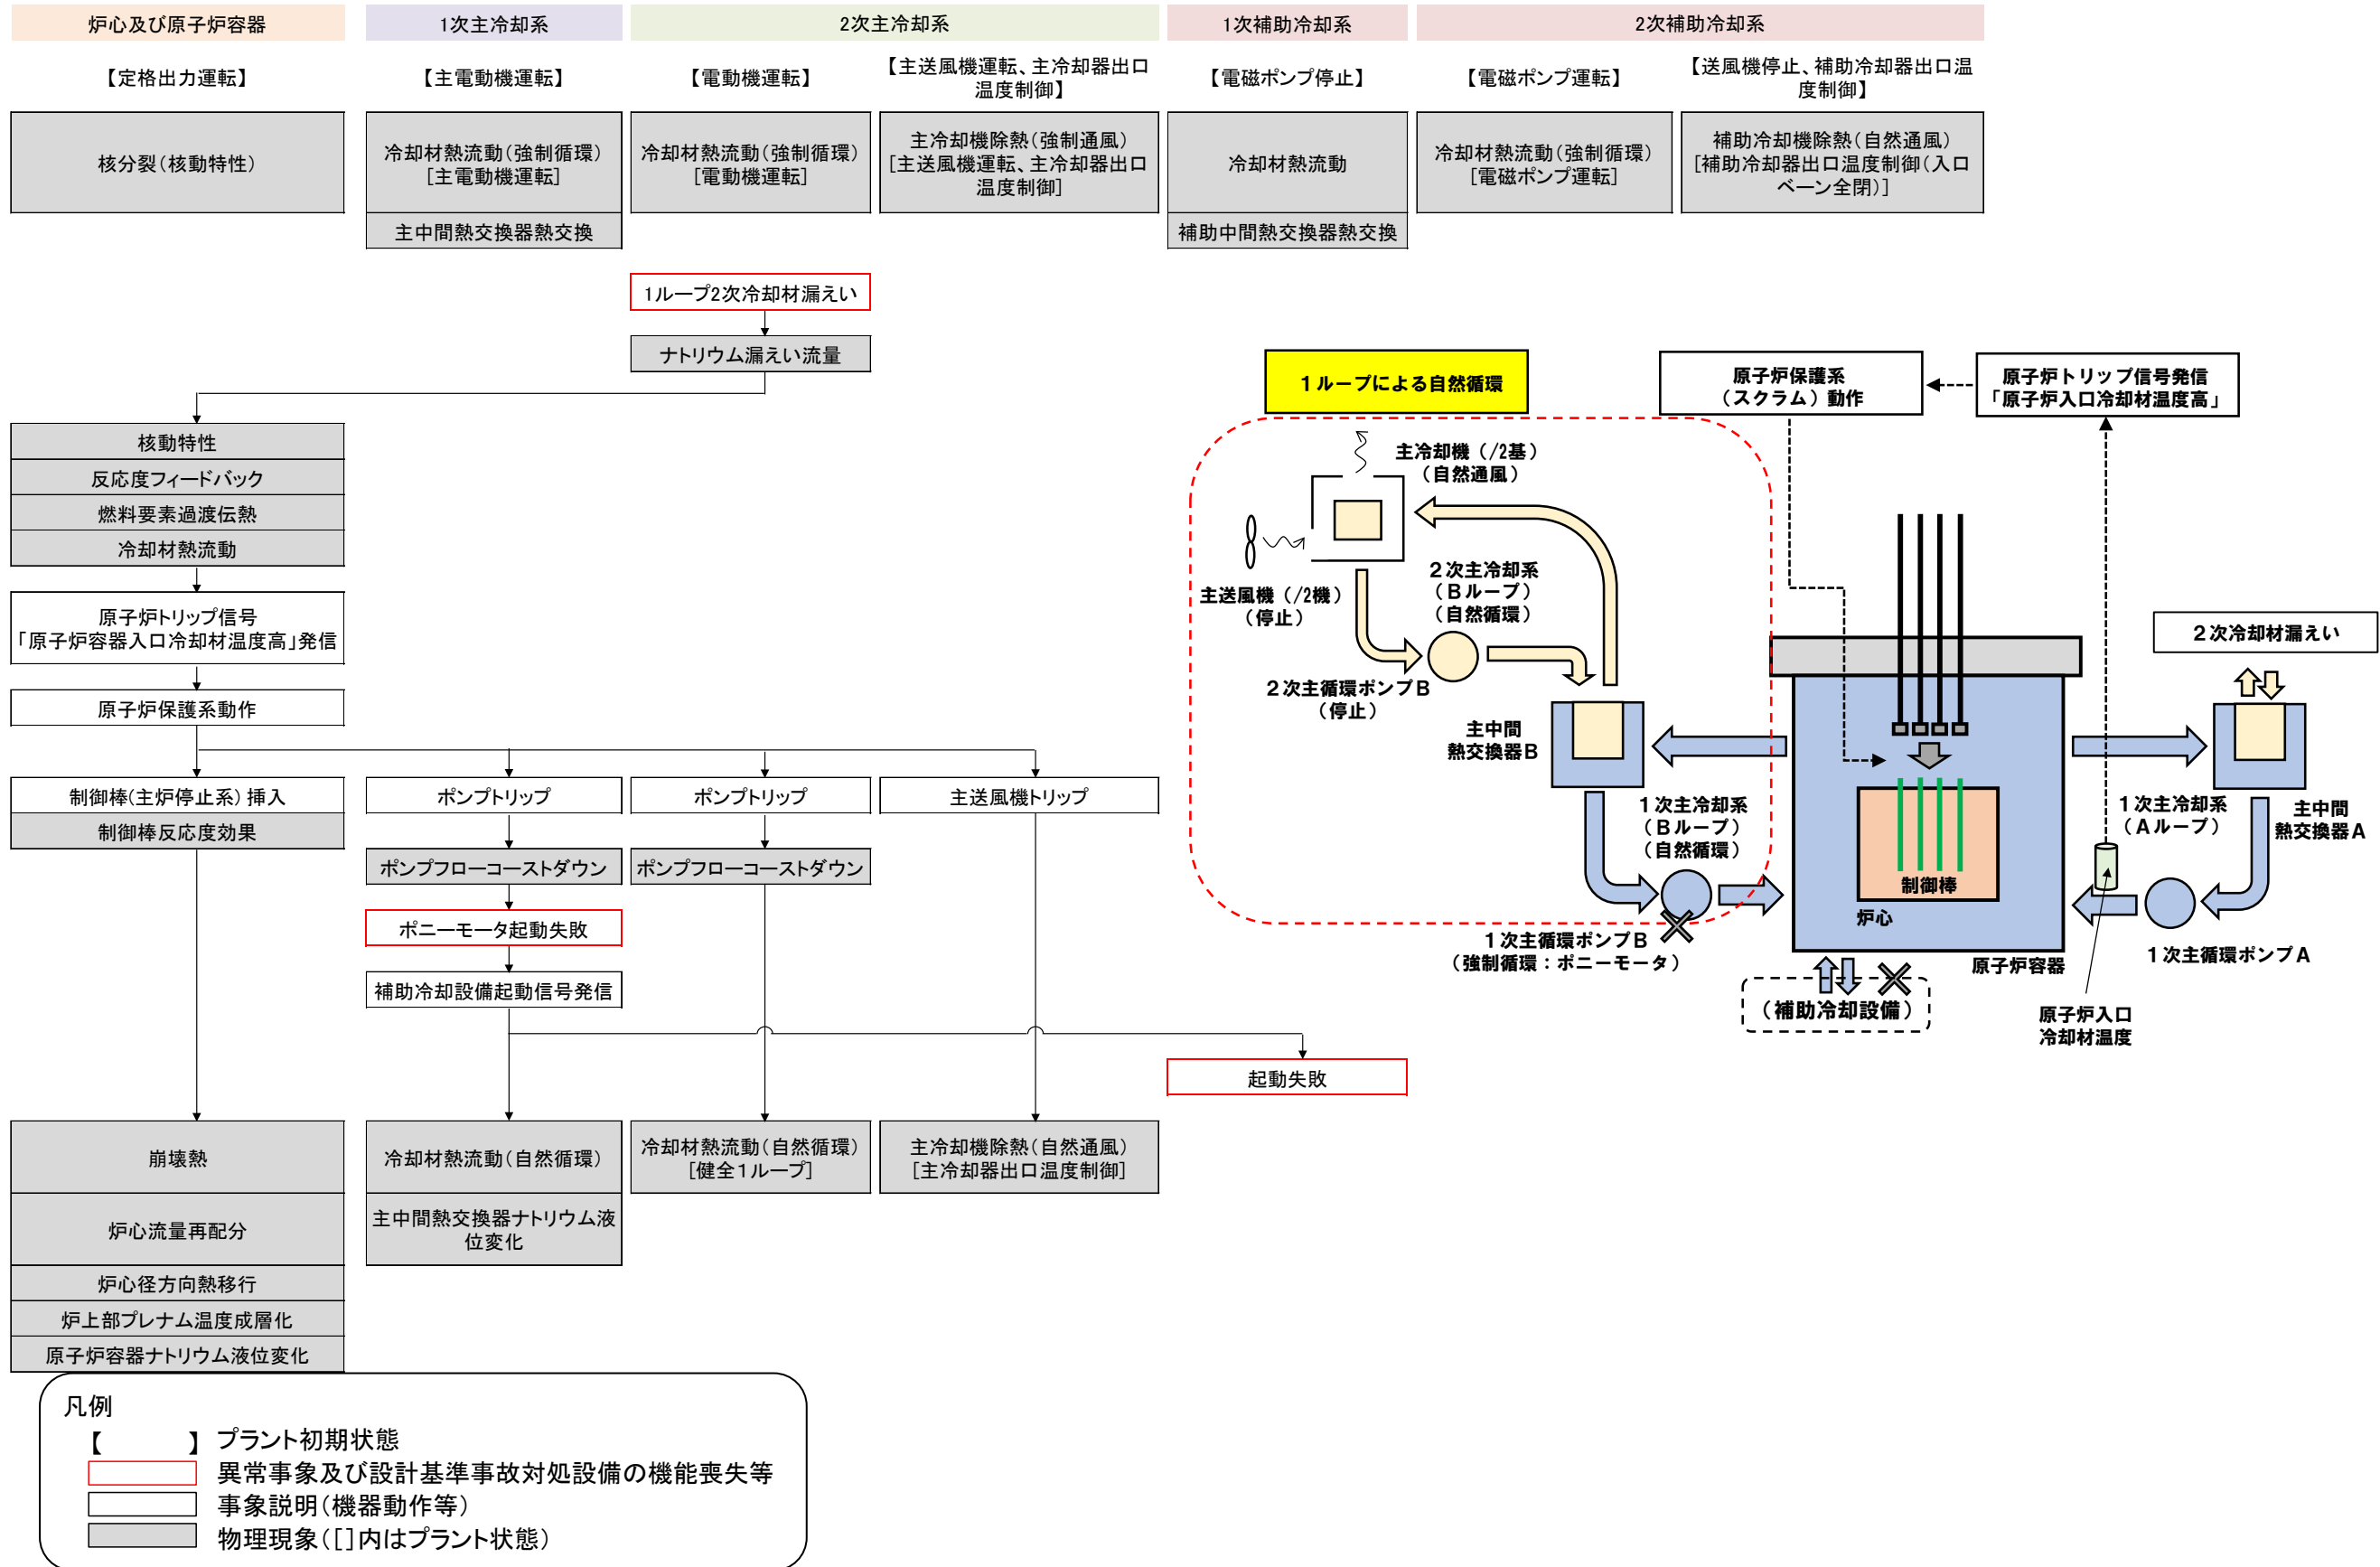 炉心及び原子炉容器
1次主冷却系
2次主冷却系
1次補助冷却系
2次補助冷却系
【定格出力運転】
【主電動機運転】
【電動機運転】
【主送風機運転、主冷却器出口
温度制御】
【電磁ポンプ停止】
【電磁ポンプ運転】
【送風機停止、補助冷却器出口温
度制御】
核分裂(核動特性)
冷却材熱流動(強制循環)
[主電動機運転]
冷却材熱流動(強制循環)
[電動機運転]
主冷却機除熱(強制通風)
[主送風機運転、主冷却器出口
温度制御]
冷却材熱流動
冷却材熱流動(強制循環)
[電磁ポンプ運転]
補助冷却機除熱(自然通風)
[補助冷却器出口温度制御(入口
ベーン全閉)]
主中間熱交換器熱交換
補助中間熱交換器熱交換
1ループ2次冷却材漏えい
ナトリウム漏えい流量
核動特性
反応度フィードバック
燃料要素過渡伝熱
冷却材熱流動
原子炉トリップ信号
「原子炉容器入口冷却材温度高」発信
原子炉保護系動作
制御棒(主炉停止系)挿入
制御棒反応度効果
ポンプトリップ
ポンプトリップ
主送風機トリップ
ポンプフローコーストダウン
ポンプフローコーストダウン
ポニーモータ起動失敗
補助冷却設備起動信号発信
起動失敗
崩壊熱
冷却材熱流動(自然循環)
冷却材熱流動(自然循環)
[健全1ループ]
主冷却機除熱(自然通風)
[主冷却器出口温度制御]
炉心流量再配分
主中間熱交換器ナトリウム液
位変化
炉心径方向熱移行
炉上部プレナム温度成層化
原子炉容器ナトリウム液位変化
1ループによる自然循環
原子炉保護系
(スクラム)動作
原子炉トリップ信号発信
「原子炉入口冷却材温度高」
主冷却機(/2基)
(自然通風)
主送風機(/2機)
(停止)
2次主冷却系
(Bループ)
(自然循環)
2次主循環ポンプB
(停止)
主中間
熱交換器B
1次主冷却系
(Bループ)
(自然循環)
1次主循環ポンプB
(強制循環:ポニーモータ)
制御棒
炉心
原子炉容器
(補助冷却設備)
2次冷却材漏えい
1次主冷却系
(Aループ)
主中間
熱交換器A
1次主循環ポンプA
原子炉入口
冷却材温度
凡例
【 】 プラント初期状態
異常事象及び設計基準事故対処設備の機能喪失等
事象説明(機器動作等)
物理現象([]内はプラント状態)